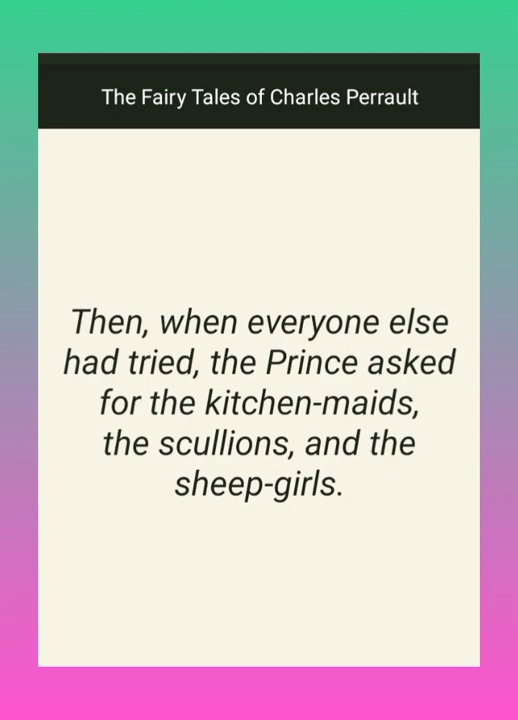 The Fairy Tales of Charles Perrault
Then, when everyone else
had tried, the Prince asked
for the kitchen-maids,
the scullions, and the
sheep-girls.